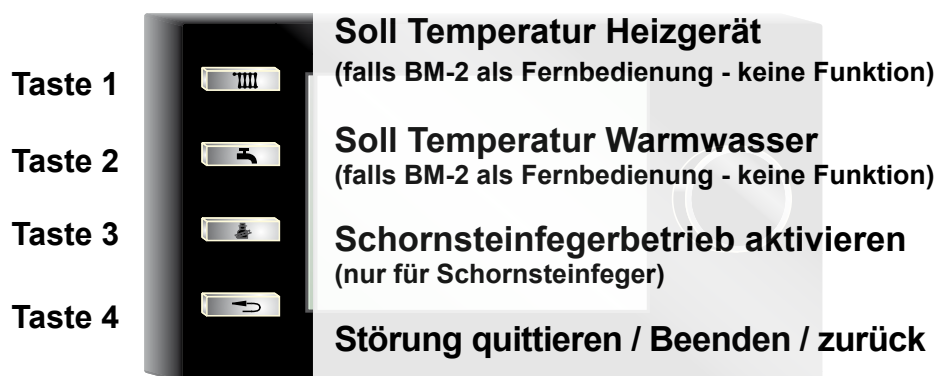 Soll Temperatur Heizgerät
Taste 1
(falls BM-2 als Fernbedienung - keine Funktion)
Soll Temperatur Warmwasser
Taste 2
(falls BM-2 als Fernbedienung - keine Funktion)
Taste 3
Schornsteinfegerbetrieb aktivieren
(nur für Schornsteinfeger)
Taste 4
Störung quittieren / Beenden / zurück